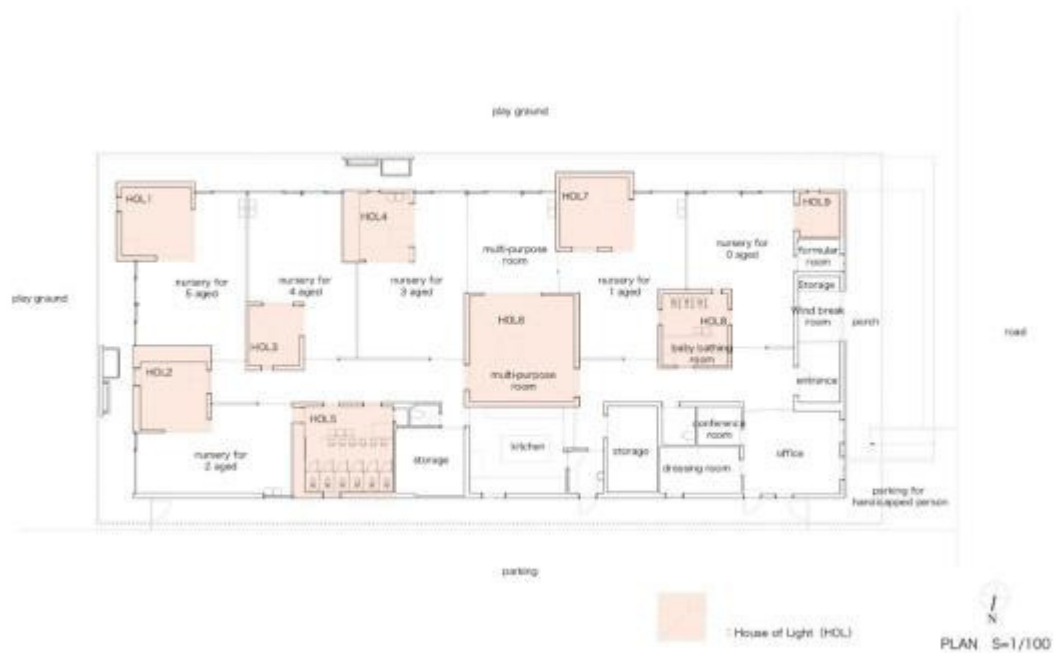 play ground
HOL1
HOL4
HOL7
HOL9
multi-purpose
room
nursery for
0 aged
formular
room
nursery for
5 aged
nursery for
4 aged
nursery for
3 aged
nursery for
1 aged
Storage
play ground
HOL6
HOL8
Wind break
room
porch
road
HOL3
baby bathing
room
HOL2
multi-purpose
room
entrance
HOL5
conference
room
nursery for
2 aged
storage
kitchen
storage
office
dressing room
parking for
handicapped person
parking
: House of Light (HOL)
N
PLAN S=1/100